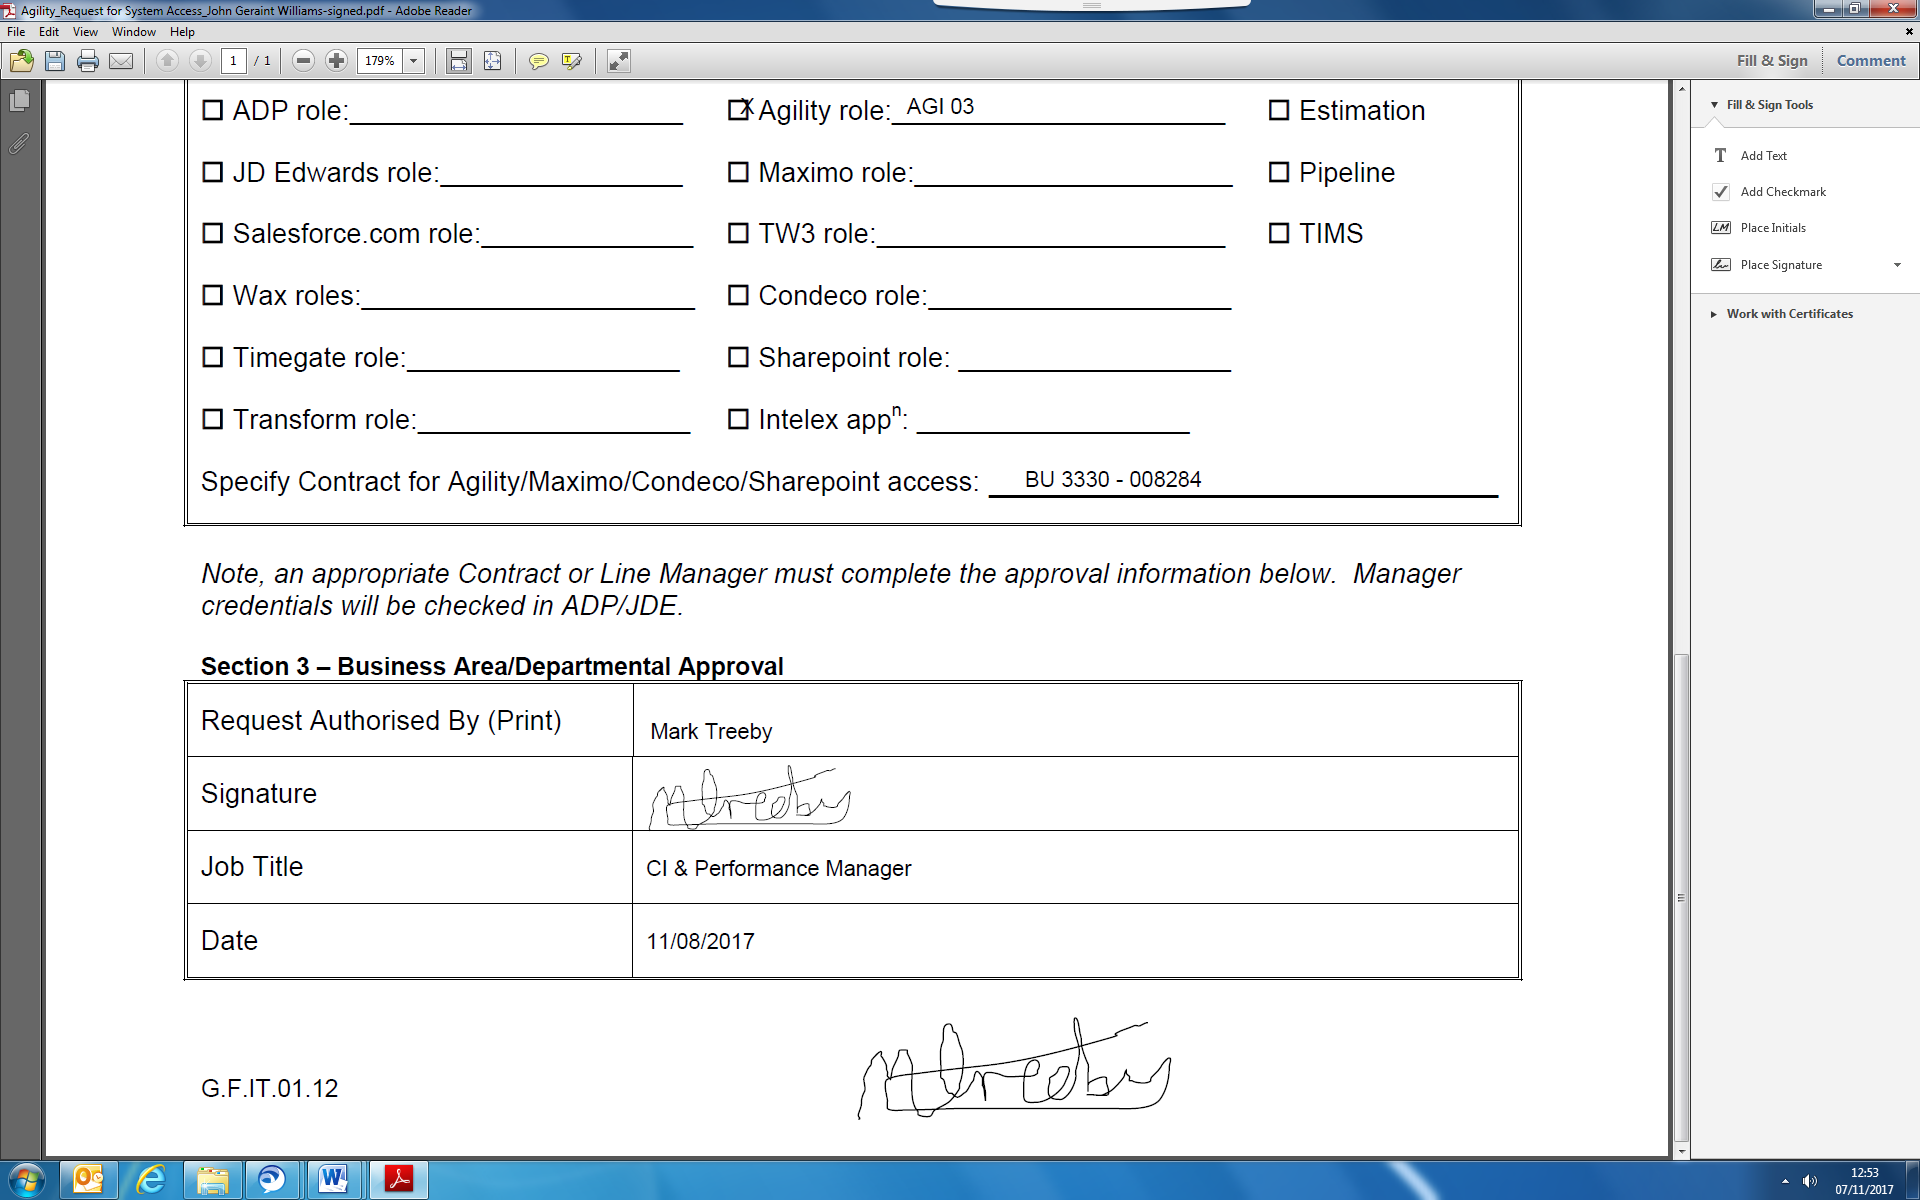 Agility_Request for System Access_John Geraint Williams-signed.pdf - Adobe Reader
File Edit View Window Help
1 / 1 179% Fill & Sign Comment
ADP role: X Agility role: AGI 03 Estimation
JD Edwards role: Maximo role: Pipeline
Salesforce.com role: TW3 role: TIMS
Wax roles: Condeco role:
Timegate role: Sharepoint role:
Transform role: Intelex appⁿ:
Specify Contract for Agility/Maximo/Condeco/Sharepoint access: BU 3330 - 008284
Note, an appropriate Contract or Line Manager must complete the approval information below. Manager
credentials will be checked in ADP/JDE.
Section 3 – Business Area/Departmental Approval
Request Authorised By (Print) Mark Treeby
Signature MTreeby
Job Title CI & Performance Manager
Date 11/08/2017
MTreeby
G.F.IT.01.12
Fill & Sign Tools
Add Text
Add Checkmark
Place Initials
Place Signature
Work with Certificates
12:53
07/11/2017